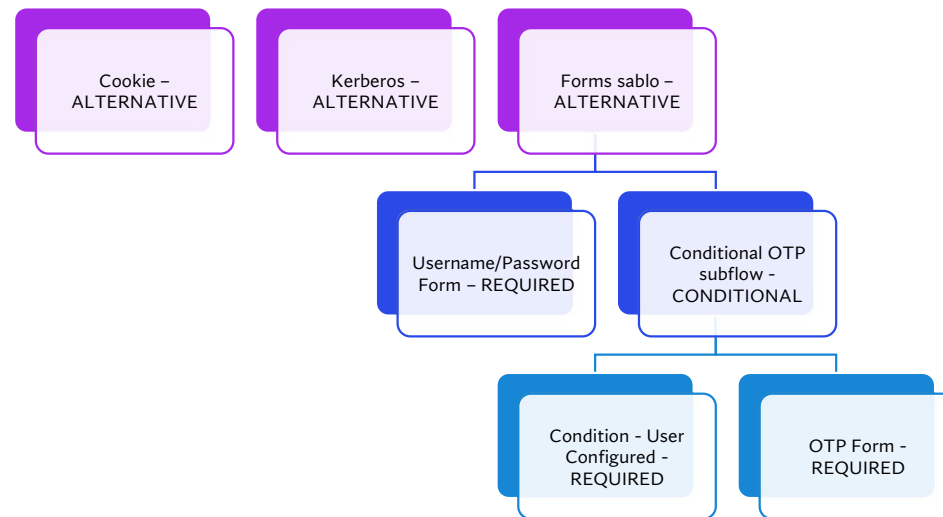 Cookie –
ALTERNATIVE
Kerberos –
ALTERNATIVE
Forms sablo –
ALTERNATIVE
Username/Password
Form – REQUIRED
Conditional OTP
subflow -
CONDITIONAL
Condition - User
Configured -
REQUIRED
OTP Form -
REQUIRED